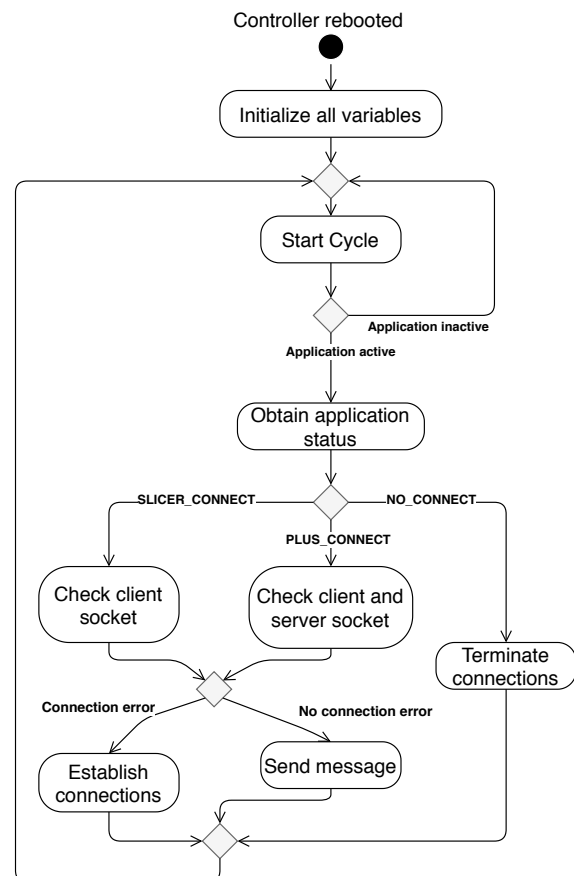 Controller rebooted
Initialize all variables
Start Cycle
Application inactive
Application active
Obtain application
status
SLICER_CONNECT
NO_CONNECT
PLUS_CONNECT
Check client
socket
Check client and
server socket
Terminate
connections
Connection error
No connection error
Establish
connections
Send message